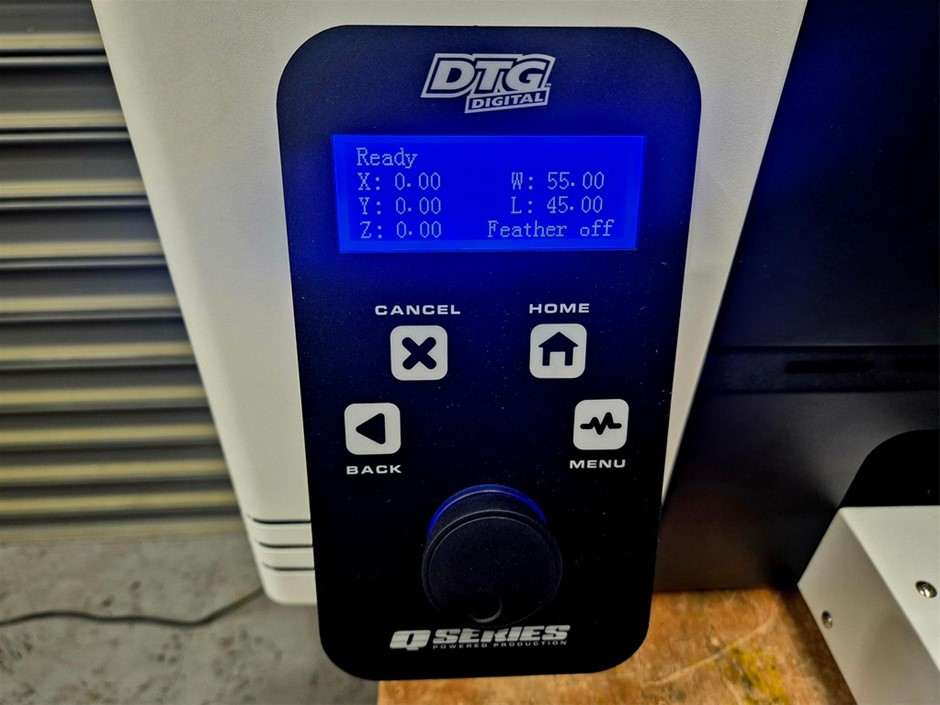 DTG
DIGITAL
Ready
X: 0.00 W: 55.00
Y: 0.00 L: 45.00
Z: 0.00 Feather off
CANCEL HOME
BACK MENU
Q SERIES
POWERED PRODUCTION